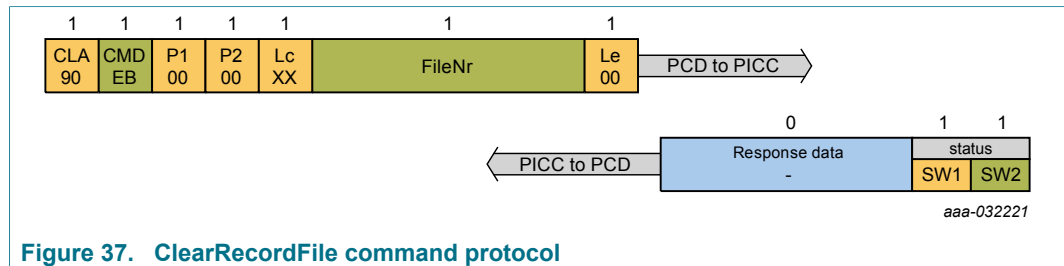 1 1 1 1 1 1 1
CLA CMD P1 P2 Lc FileNr Le
90 EB 00 00 XX 00
PCD to PICC
0 1 1
PICC to PCD
Response data
-
status
SW1 SW2
aaa-032221
Figure 37. ClearRecordFile command protocol